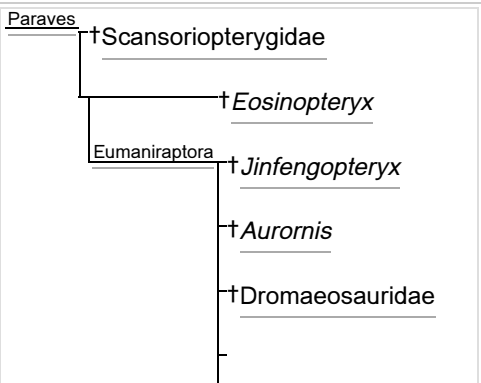 Paraves
†Scansoriopterygidae
†Eosinopteryx
Eumaniraptora
†Jinfengopteryx
†Aurornis
†Dromaeosauridae